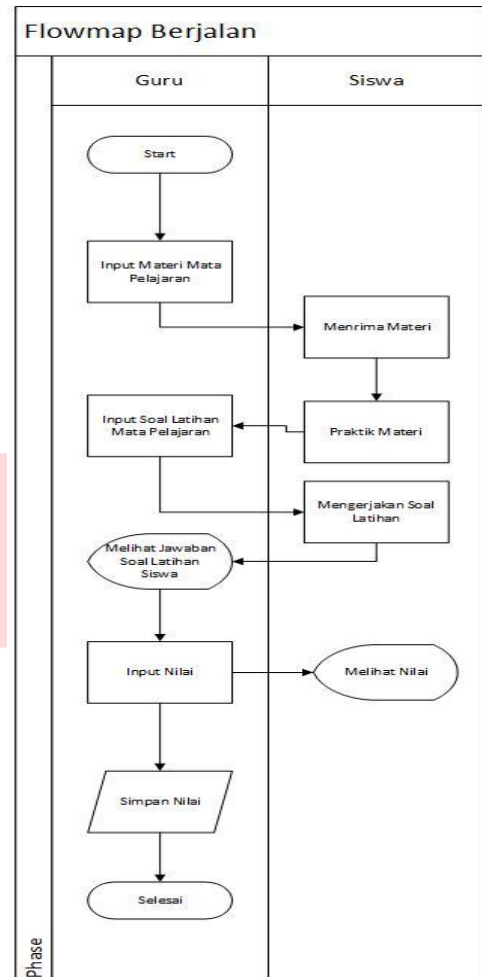 Flowmap Berjalan
Guru
Siswa
Start
Input Materi Mata
Pelajaran
Menrima Materi
Praktik Materi
Input Soal Latihan
Mata Pelajaran
Mengerjakan Soal
Latihan
Melihat Jawaban
Soal Latihan
Siswa
Input Nilai
Melihat Nilai
Simpan Nilai
Selesai
Phase